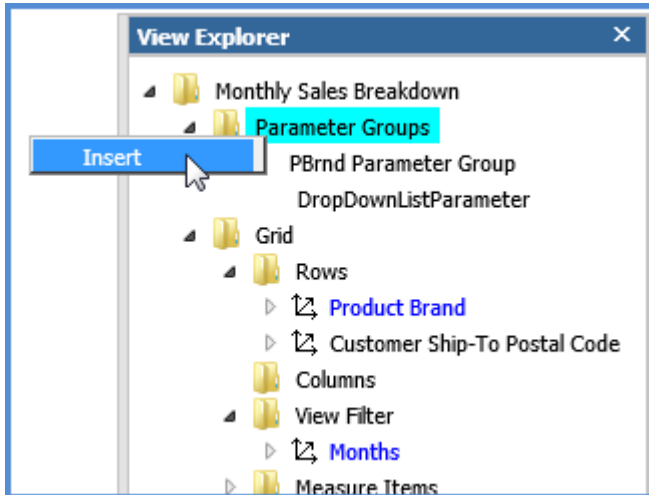 View Explorer
Monthly Sales Breakdown
Parameter Groups
Insert
PBrnd Parameter Group
DropDownListParameter
Grid
Rows
Product Brand
Customer Ship-To Postal Code
Columns
View Filter
Months
Measure Items